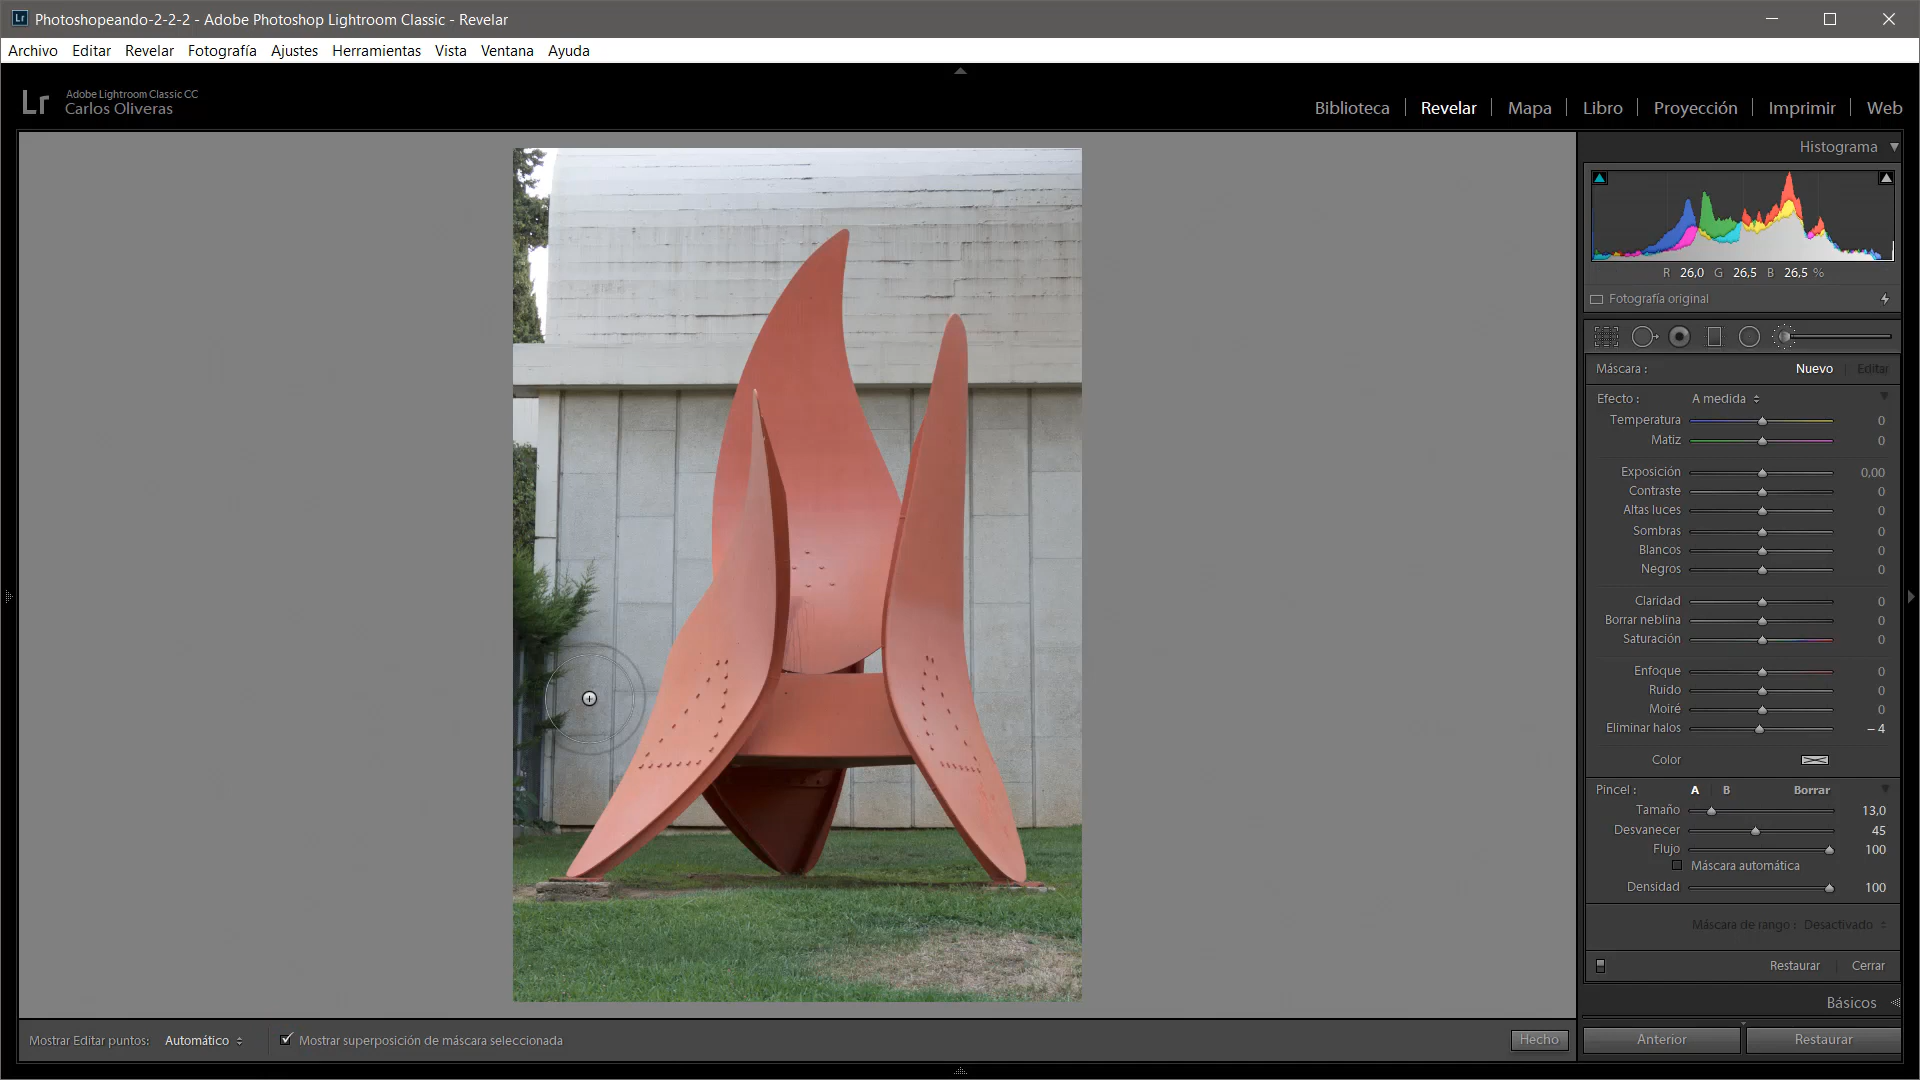 Lr Photoshopeando-2-2-2 - Adobe Photoshop Lightroom Classic - Revelar
Archivo Editar Revelar Fotografía Ajustes Herramientas Vista Ventana Ayuda
Lr Adobe Lightroom Classic CC
Carlos Oliveras
Biblioteca | Revelar | Mapa | Libro | Proyección | Imprimir | Web
Histograma
R 26,0 G 26,5 B 26,5 %
Fotografía original
Máscara : Nuevo Editar
Efecto : A medida
Temperatura 0
Matiz 0
Exposición 0,00
Contraste 0
Altas luces 0
Sombras 0
Blancos 0
Negros 0
Claridad 0
Borrar neblina 0
Saturación 0
Enfoque 0
Ruido 0
Moiré 0
Eliminar halos – 4
Color
Pincel : A B Borrar
Tamaño 13,0
Desvanecer 45
Flujo 100
Máscara automática
Densidad 100
Máscara de rango : Desactivado
Restaurar Cerrar
Básicos
Mostrar Editar puntos: Automático Mostrar superposición de máscara seleccionada Hecho
Anterior Restaurar